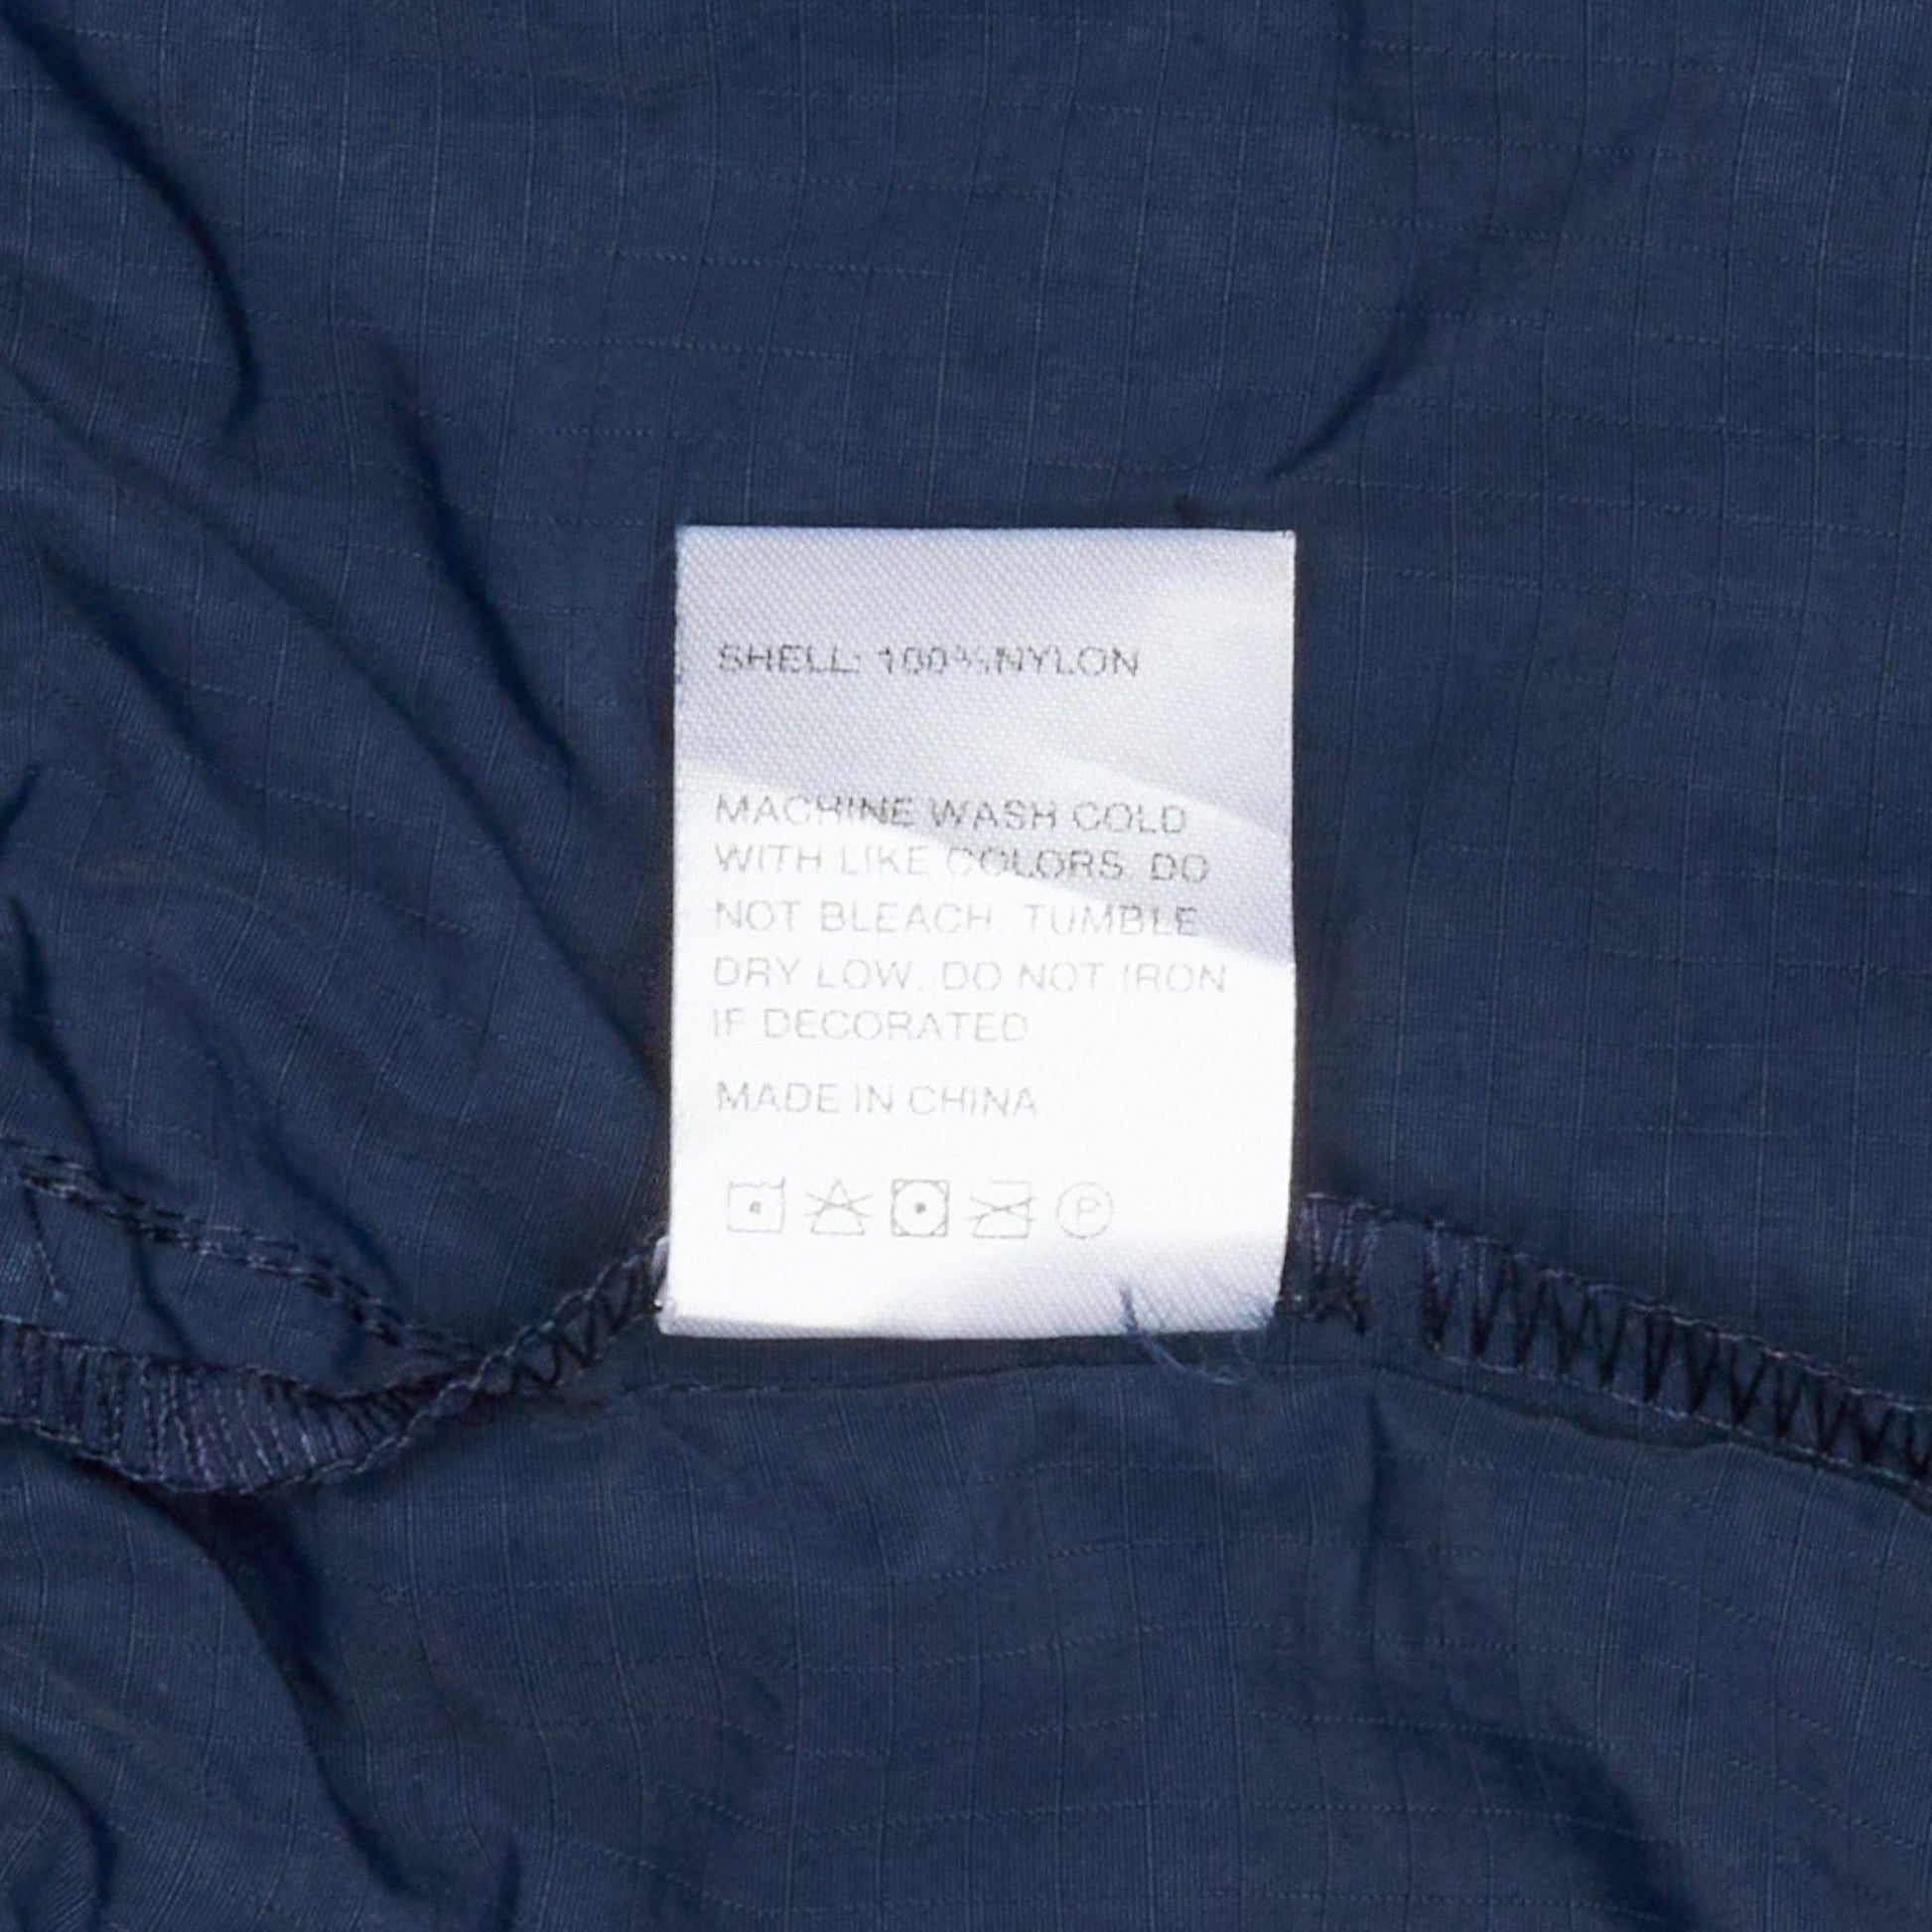 SHELL: 100%NYLON
MACHINE WASH COLD
WITH LIKE COLORS. DO
NOT BLEACH. TUMBLE
DRY LOW. DO NOT IRON
IF DECORATED
MADE IN CHINA
P